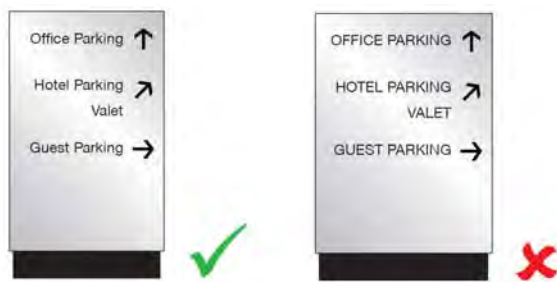 Office Parking
Hotel Parking
Valet
Guest Parking
OFFICE PARKING
HOTEL PARKING
VALET
GUEST PARKING